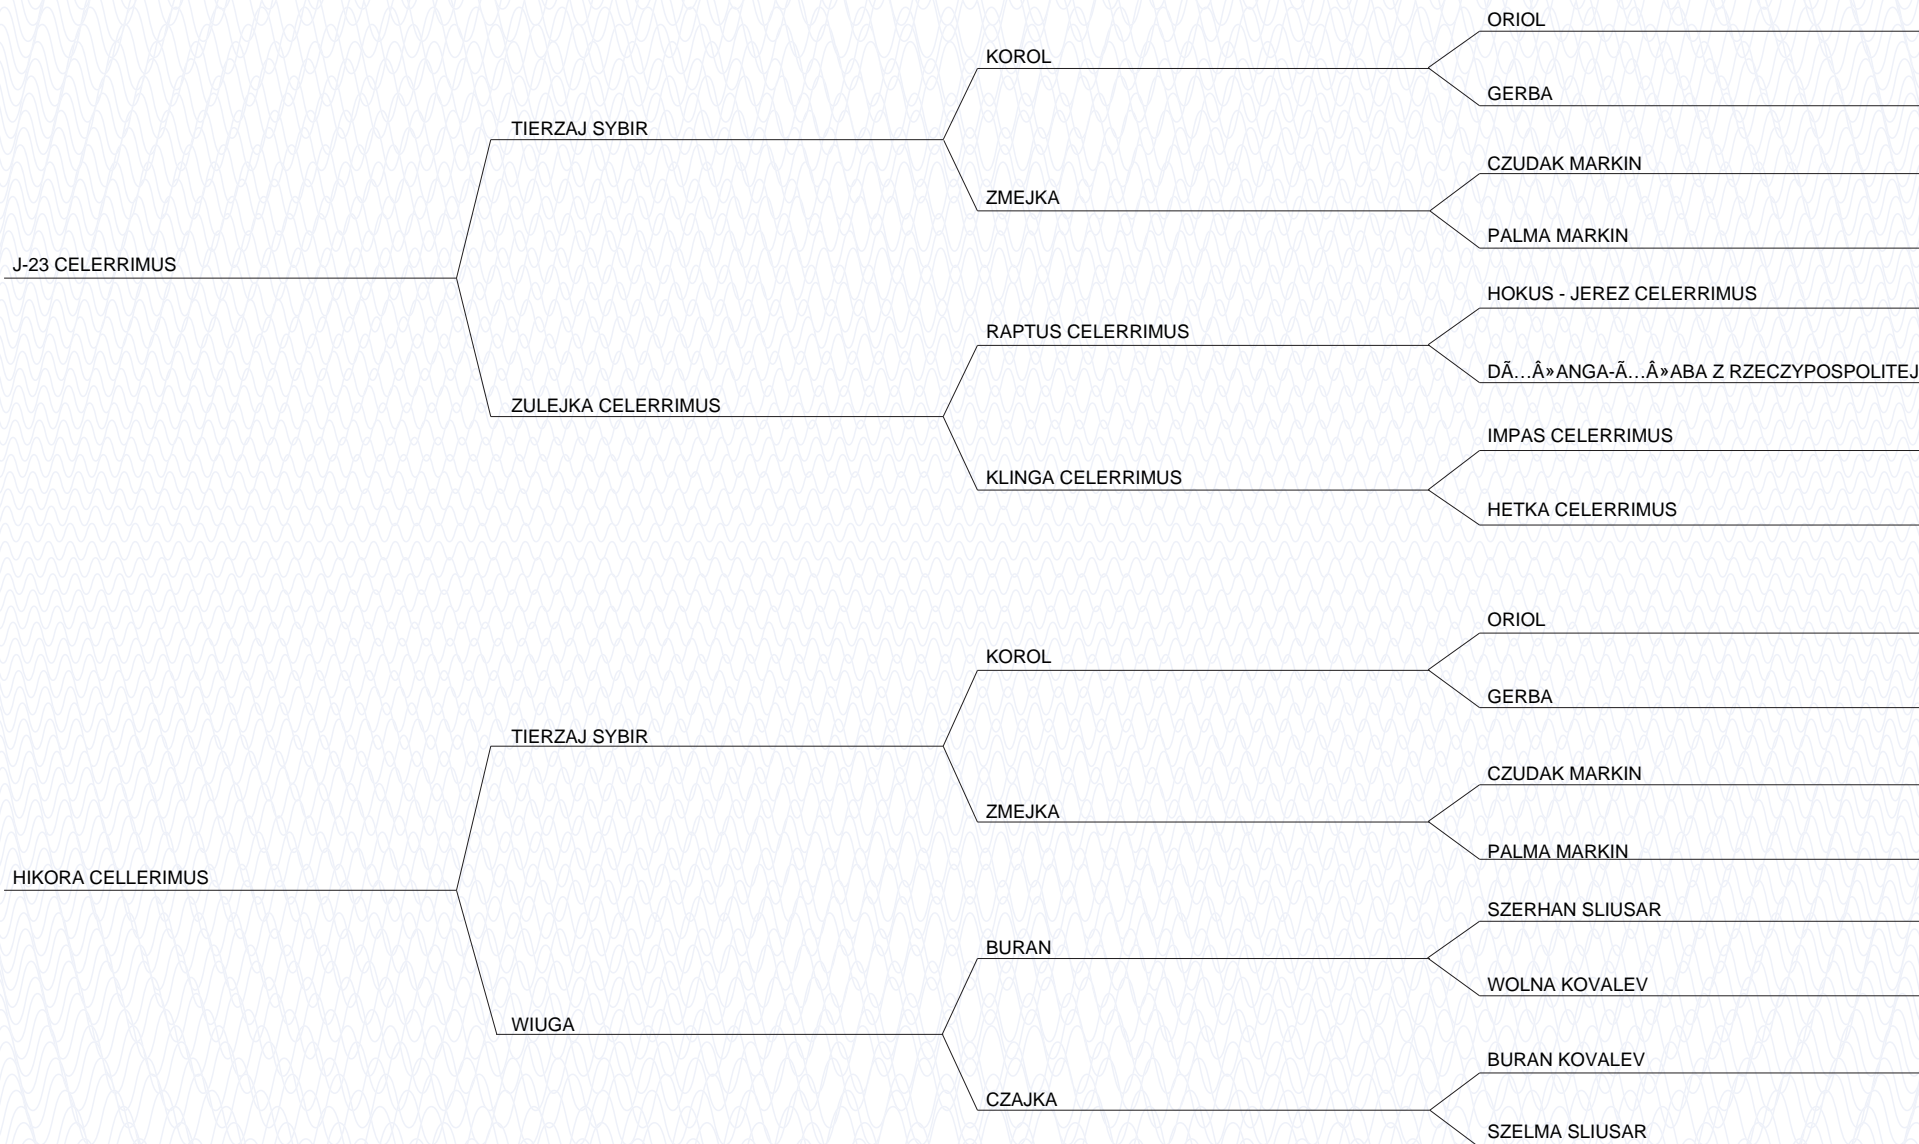 ORIOL
KOROL
GERBA
TIERZAJ SYBIR
CZUDAK MARKIN
ZMEJKA
PALMA MARKIN
J-23 CELERRIMUS
HOKUS - JEREZ CELERRIMUS
RAPTUS CELERRIMUS
DÃ…Â»ANGA-Ã…Â»ABA Z RZECZYPOSPOLITEJ
ZULEJKA CELERRIMUS
IMPAS CELERRIMUS
KLINGA CELERRIMUS
HETKA CELERRIMUS
ORIOL
KOROL
GERBA
TIERZAJ SYBIR
CZUDAK MARKIN
ZMEJKA
PALMA MARKIN
HIKORA CELLERIMUS
SZERHAN SLIUSAR
BURAN
WOLNA KOVALEV
WIUGA
BURAN KOVALEV
CZAJKA
SZELMA SLIUSAR